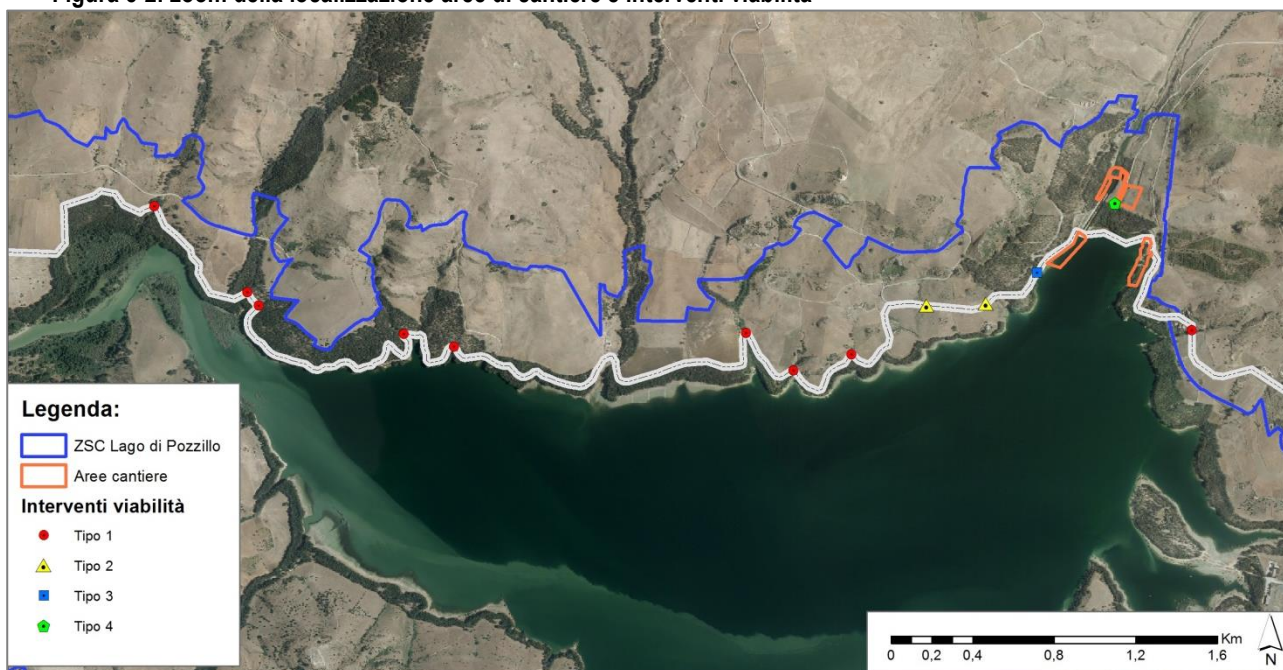 Figura 3-2: zoom della localizzazione aree di cantiere e interventi viabilità
Legenda:
ZSC Lago di Pozzillo
Aree cantiere
Interventi viabilità
Tipo 1
Tipo 2
Tipo 3
Tipo 4
Km
0 0,2 0,4 0,8 1,2 1,6
N